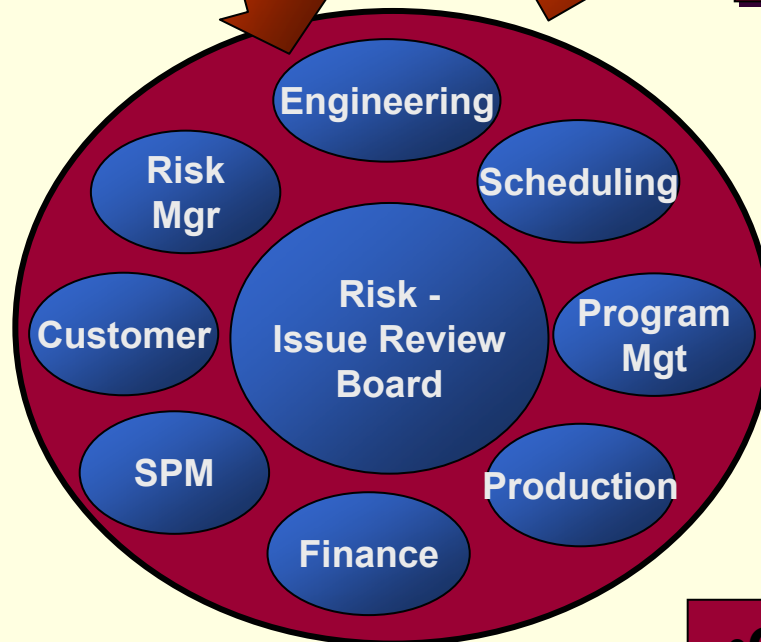 Engineering
Risk
Mgr
Scheduling
Risk -
Issue Review
Board
Customer
Program
Mgt
SPM
Production
Finance